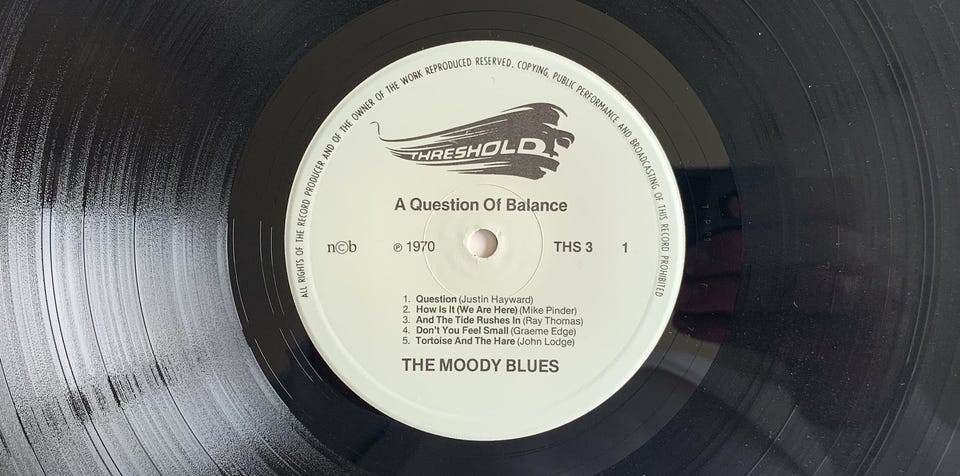 ALL RIGHTS OF THE RECORD PRODUCER AND OF THE OWNER OF THE WORK REPRODUCED RESERVED. COPYING, PUBLIC PERFORMANCE AND BROADCASTING OF THIS RECORD PROHIBITED
THRESHOLD
A Question Of Balance
n©b ℗ 1970 THS 3 1
1. Question (Justin Hayward)
2. How Is It (We Are Here) (Mike Pinder)
3. And The Tide Rushes In (Ray Thomas)
4. Don't You Feel Small (Graeme Edge)
5. Tortoise And The Hare (John Lodge)
THE MOODY BLUES